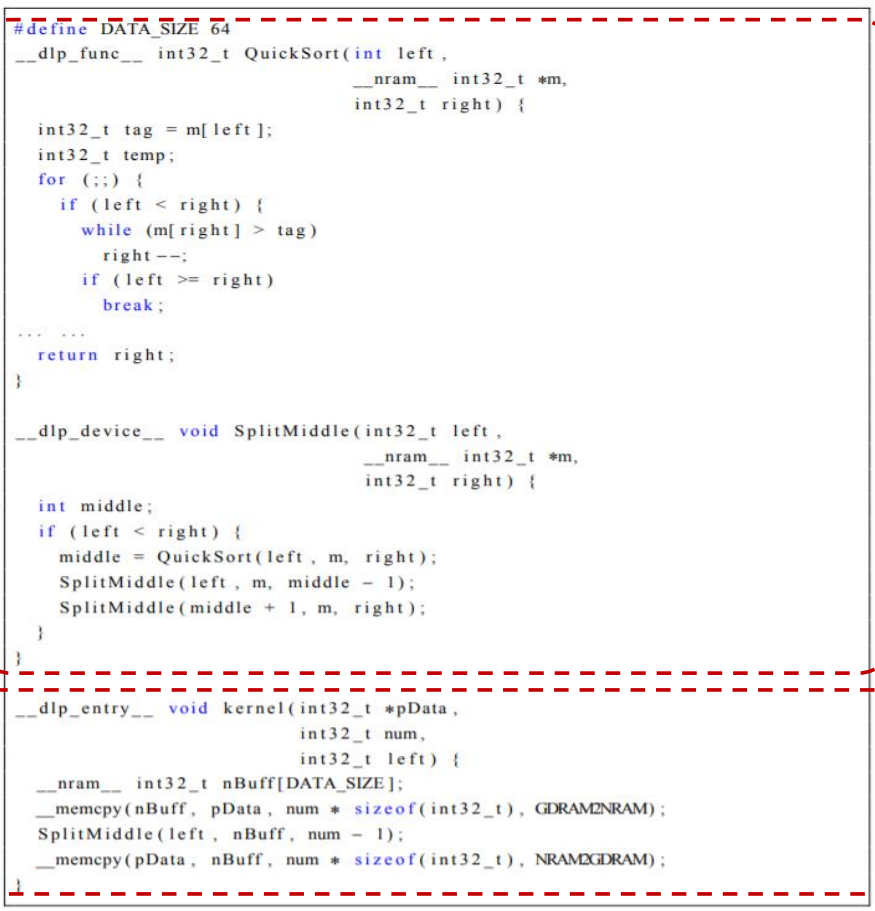 #define DATA_SIZE 64
__dlp_func__ int32_t QuickSort(int left,
__nram__ int32_t *m,
int32_t right) {
int32_t tag = m[left];
int32_t temp;
for (;;) {
if (left < right) {
while (m[right] > tag)
right--;
if (left >= right)
break;
... ...
return right;
}
__dlp_device__ void SplitMiddle(int32_t left,
__nram__ int32_t *m,
int32_t right) {
int middle;
if (left < right) {
middle = QuickSort(left, m, right);
SplitMiddle(left, m, middle - 1);
SplitMiddle(middle + 1, m, right);
}
}
__dlp_entry__ void kernel(int32_t *pData,
int32_t num,
int32_t left) {
__nram__ int32_t nBuff[DATA_SIZE];
__memcpy(nBuff, pData, num * sizeof(int32_t), GDRAM2NRAM);
SplitMiddle(left, nBuff, num - 1);
__memcpy(pData, nBuff, num * sizeof(int32_t), NRAM2GDRAM);
}